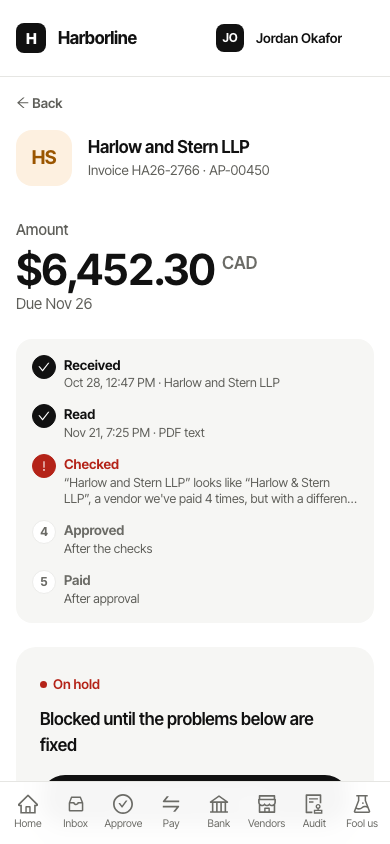 H Harborline JO Jordan Okafor
← Back
HS
Harlow and Stern LLP
Invoice HA26-2766 · AP-00450
Amount
$6,452.30 CAD
Due Nov 26
Received
Oct 28, 12:47 PM · Harlow and Stern LLP
Read
Nov 21, 7:25 PM · PDF text
! Checked
“Harlow and Stern LLP” looks like “Harlow & Stern
LLP”, a vendor we've paid 4 times, but with a differen…
4 Approved
After the checks
5 Paid
After approval
On hold
Blocked until the problems below are
fixed
Home Inbox Approve Pay Bank Vendors Audit Fool us